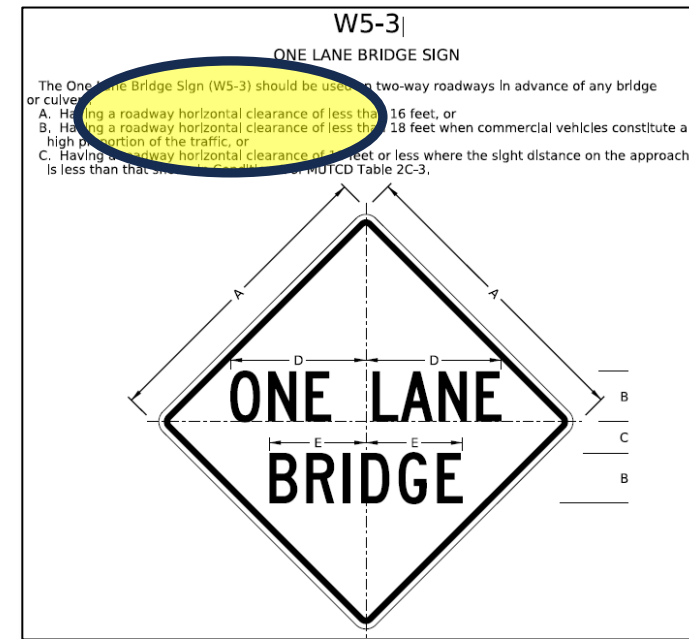 W5-3
ONE LANE BRIDGE SIGN
The One Lane Bridge Sign (W5-3) should be used on two-way roadways in advance of any bridge
or culvert
A. Having a roadway horizontal clearance of less than 16 feet, or
B. Having a roadway horizontal clearance of less than 18 feet when commercial vehicles constitute a
high proportion of the traffic, or
C. Having a roadway horizontal clearance of feet or less where the sight distance on the approach
is less than that shown in Condition of MUTCD Table 2C-3.
A
A
D
D
ONE LANE
B
E
E
C
BRIDGE
B